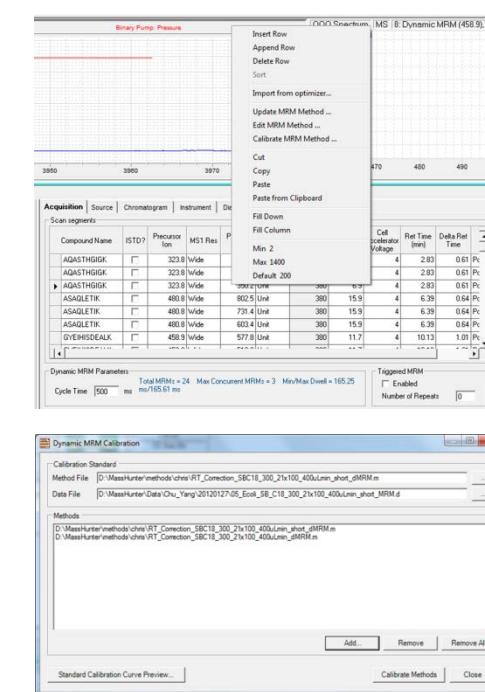 Binary Pump: Pressure
QQQ Spectrum MS 8: Dynamic MRM (458.9),
Insert Row
Append Row
Delete Row
Sort
Import from optimizer...
Update MRM Method ...
Edit MRM Method ...
Calibrate MRM Method ...
Cut
Copy
Paste
Paste from Clipboard
Fill Down
Fill Column
Min 2
Max 1400
Default 200
3950 3960 3970 470 480 490
Acquisition Source Chromatogram Instrument
Scan segments
Compound Name ISTD? Precursor Ion MS1 Res Cell Accelerator Voltage Ret Time (min) Delta Ret Time
AQASTHGIGK 323.8 Wide 4 2.83 0.61
AQASTHGIGK 323.8 Wide 4 2.83 0.61
AQASTHGIGK 323.8 Wide 350.2 Unit 380 6.9 4 2.83 0.61
ASAQLETIK 480.8 Wide 802.5 Unit 380 15.9 4 6.39 0.64
ASAQLETIK 480.8 Wide 731.4 Unit 380 15.9 4 6.39 0.64
ASAQLETIK 480.8 Wide 603.4 Unit 380 15.9 4 6.39 0.64
GYEIHISDEALK 458.9 Wide 577.8 Unit 380 11.7 4 10.13 1.01
Dynamic MRM Parameters
Cycle Time 500 ms Total MRMs = 24 Max Concurrent MRMs = 3 Min/Max Dwell = 165.25 ms/165.61 ms
Triggered MRM
Enabled
Number of Repeats 0
Dynamic MRM Calibration
Calibration Standard
Method File D:\MassHunter\methods\chris\RT_Correction_SBC18_300_21x100_400uLmin_short_dMRM.m
Data File D:\MassHunter\Data\Chu_Yang\20120127\05_Ecoli_SB_C18_300_21x100_400uLmin_short_MRM.d
Methods
D:\MassHunter\methods\chris\RT_Correction_SBC18_300_21x100_400uLmin_short_dMRM.m
D:\MassHunter\methods\chris\RT_Correction_SBC18_300_21x100_400uLmin_dMRM.m
Add... Remove Remove All
Standard Calibration Curve Preview... Calibrate Methods Close